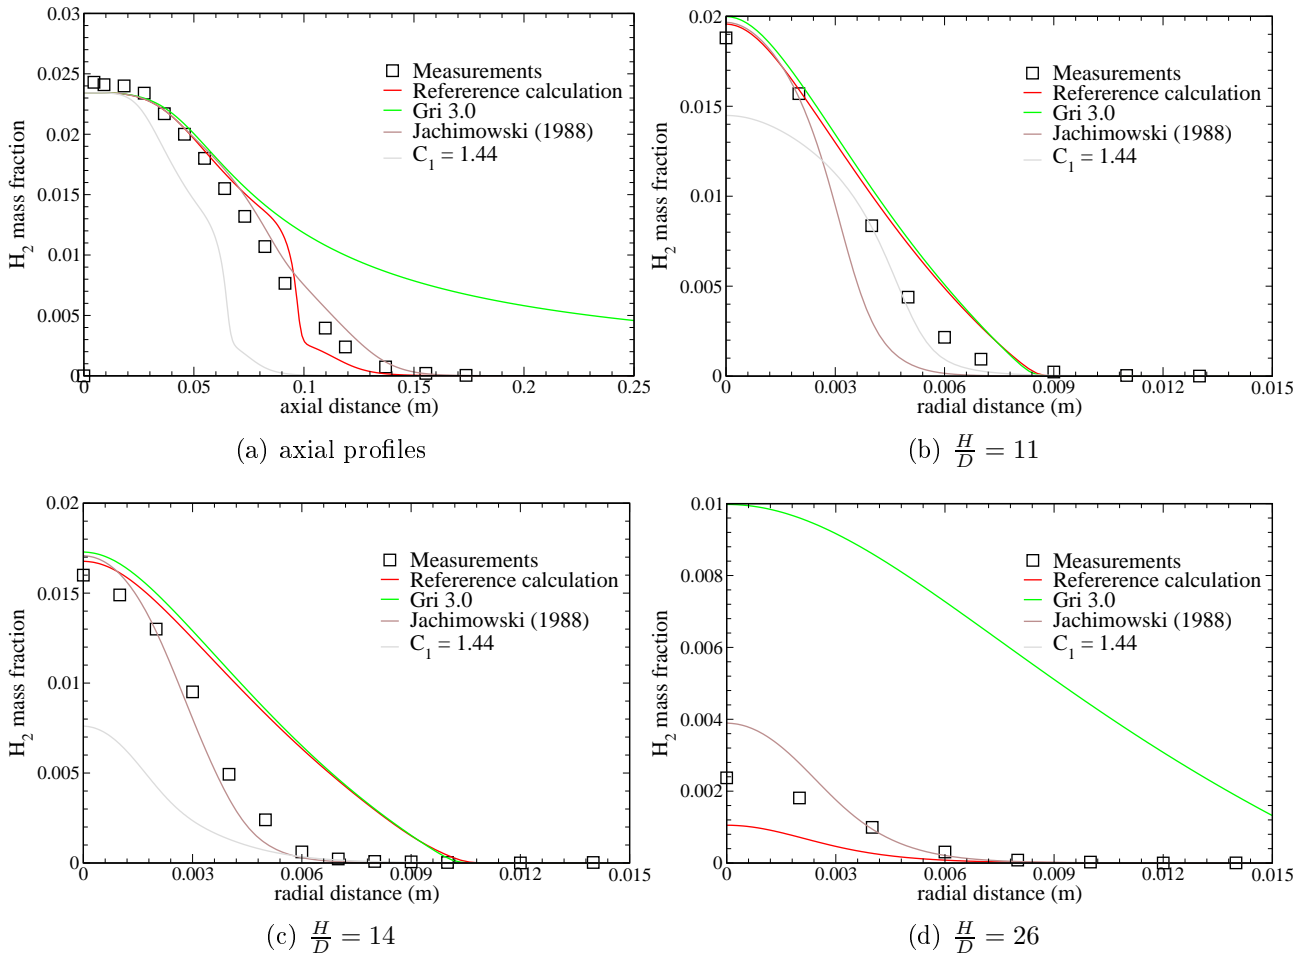 0.03
0.025
0.02
0.015
0.01
0.005
0
H2 mass fraction
Measurements
Refererence calculation
Gri 3.0
Jachimowski (1988)
C1 = 1.44
0 0.05 0.1 0.15 0.2 0.25
axial distance (m)
(a) axial profiles
0.02
0.015
0.01
0.005
0
H2 mass fraction
Measurements
Refererence calculation
Gri 3.0
Jachimowski (1988)
C1 = 1.44
0 0.003 0.006 0.009 0.012 0.015
radial distance (m)
(b) H/D = 11
0.02
0.015
0.01
0.005
0
H2 mass fraction
Measurements
Refererence calculation
Gri 3.0
Jachimowski (1988)
C1 = 1.44
0 0.003 0.006 0.009 0.012 0.015
radial distance (m)
(c) H/D = 14
0.01
0.008
0.006
0.004
0.002
0
H2 mass fraction
Measurements
Refererence calculation
Gri 3.0
Jachimowski (1988)
C1 = 1.44
0 0.003 0.006 0.009 0.012 0.015
radial distance (m)
(d) H/D = 26